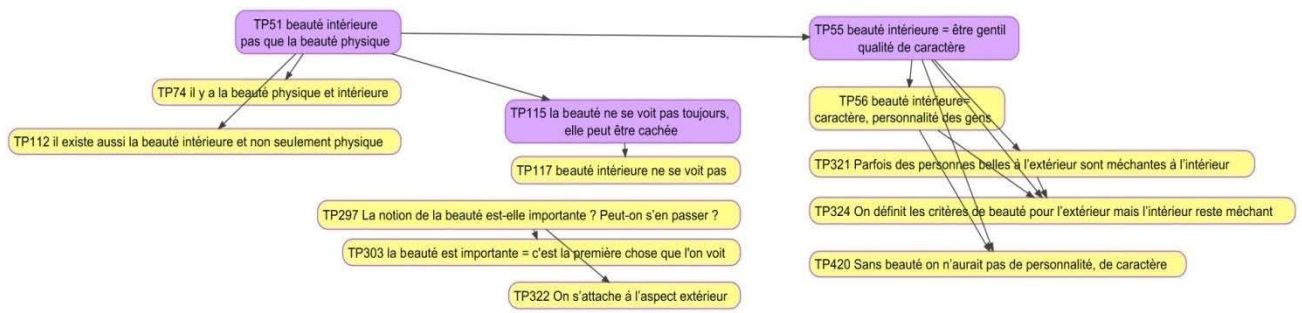 TP51 beauté intérieure
pas que la beauté physique
TP74 il y a la beauté physique et intérieure
TP112 il existe aussi la beauté intérieure et non seulement physique
TP115 la beauté ne se voit pas toujours,
elle peut être cachée
TP117 beauté intérieure ne se voit pas
TP297 La notion de la beauté est-elle importante ? Peut-on s'en passer ?
TP303 la beauté est importante = c'est la première chose que l'on voit
TP322 On s'attache á l'aspect extérieur
TP55 beauté intérieure = être gentil
qualité de caractère
TP56 beauté intérieure=
caractère, personnalité des gens
TP321 Parfois des personnes belles à l'extérieur sont méchantes à l'intérieur
TP324 On définit les critères de beauté pour l'extérieur mais l'intérieur reste méchant
TP420 Sans beauté on n'aurait pas de personnalité, de caractère